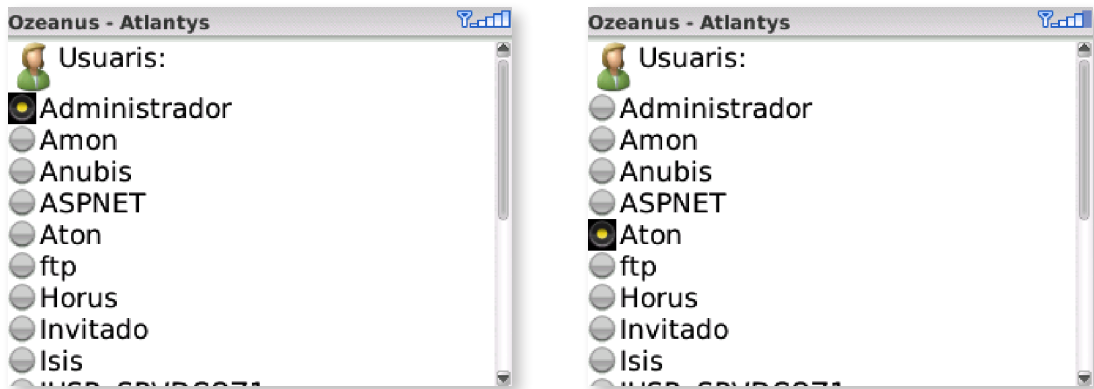 Ozeanus - Atlantys
Usuaris:
Administrador
Amon
Anubis
ASPNET
Aton
ftp
Horus
Invitado
Isis
Ozeanus - Atlantys
Usuaris:
Administrador
Amon
Anubis
ASPNET
Aton
ftp
Horus
Invitado
Isis